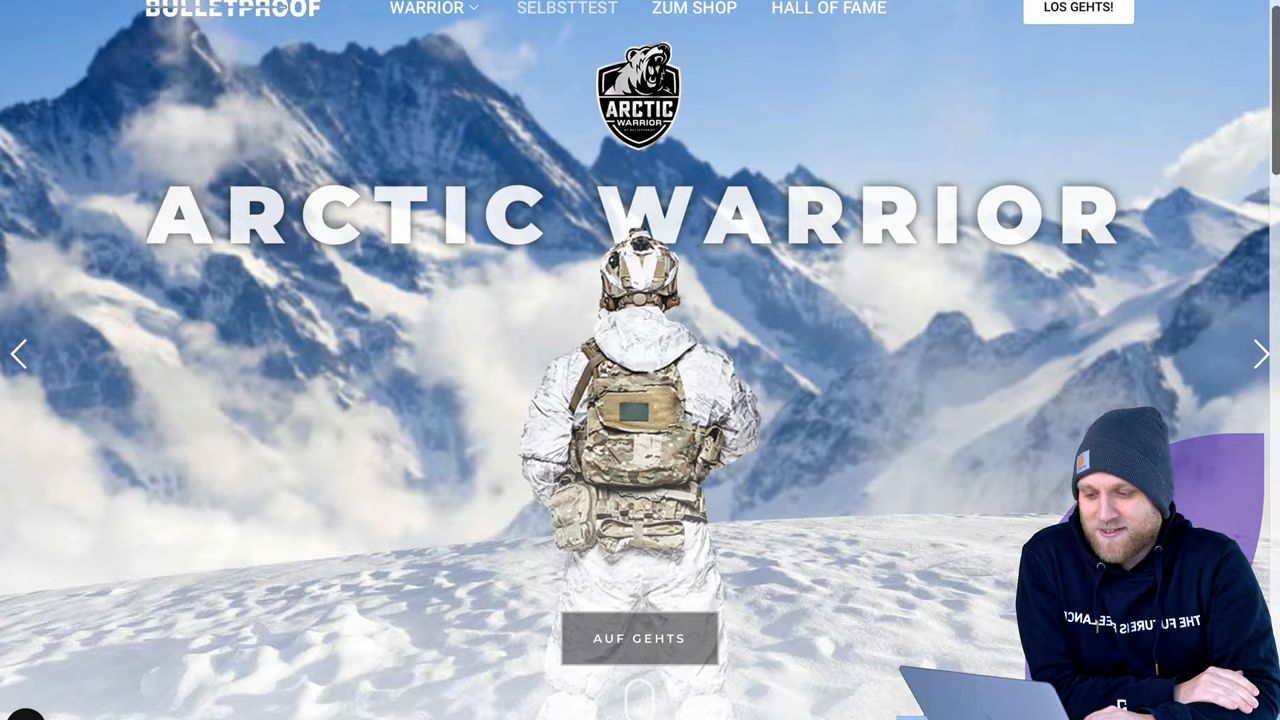 BULLETPROOF
WARRIOR SELBSTTEST ZUM SHOP HALL OF FAME
LOS GEHTS!
ARCTIC
WARRIOR
ARCTIC WARRIOR
THE FUTURE IS FREELANCE
AUF GEHTS